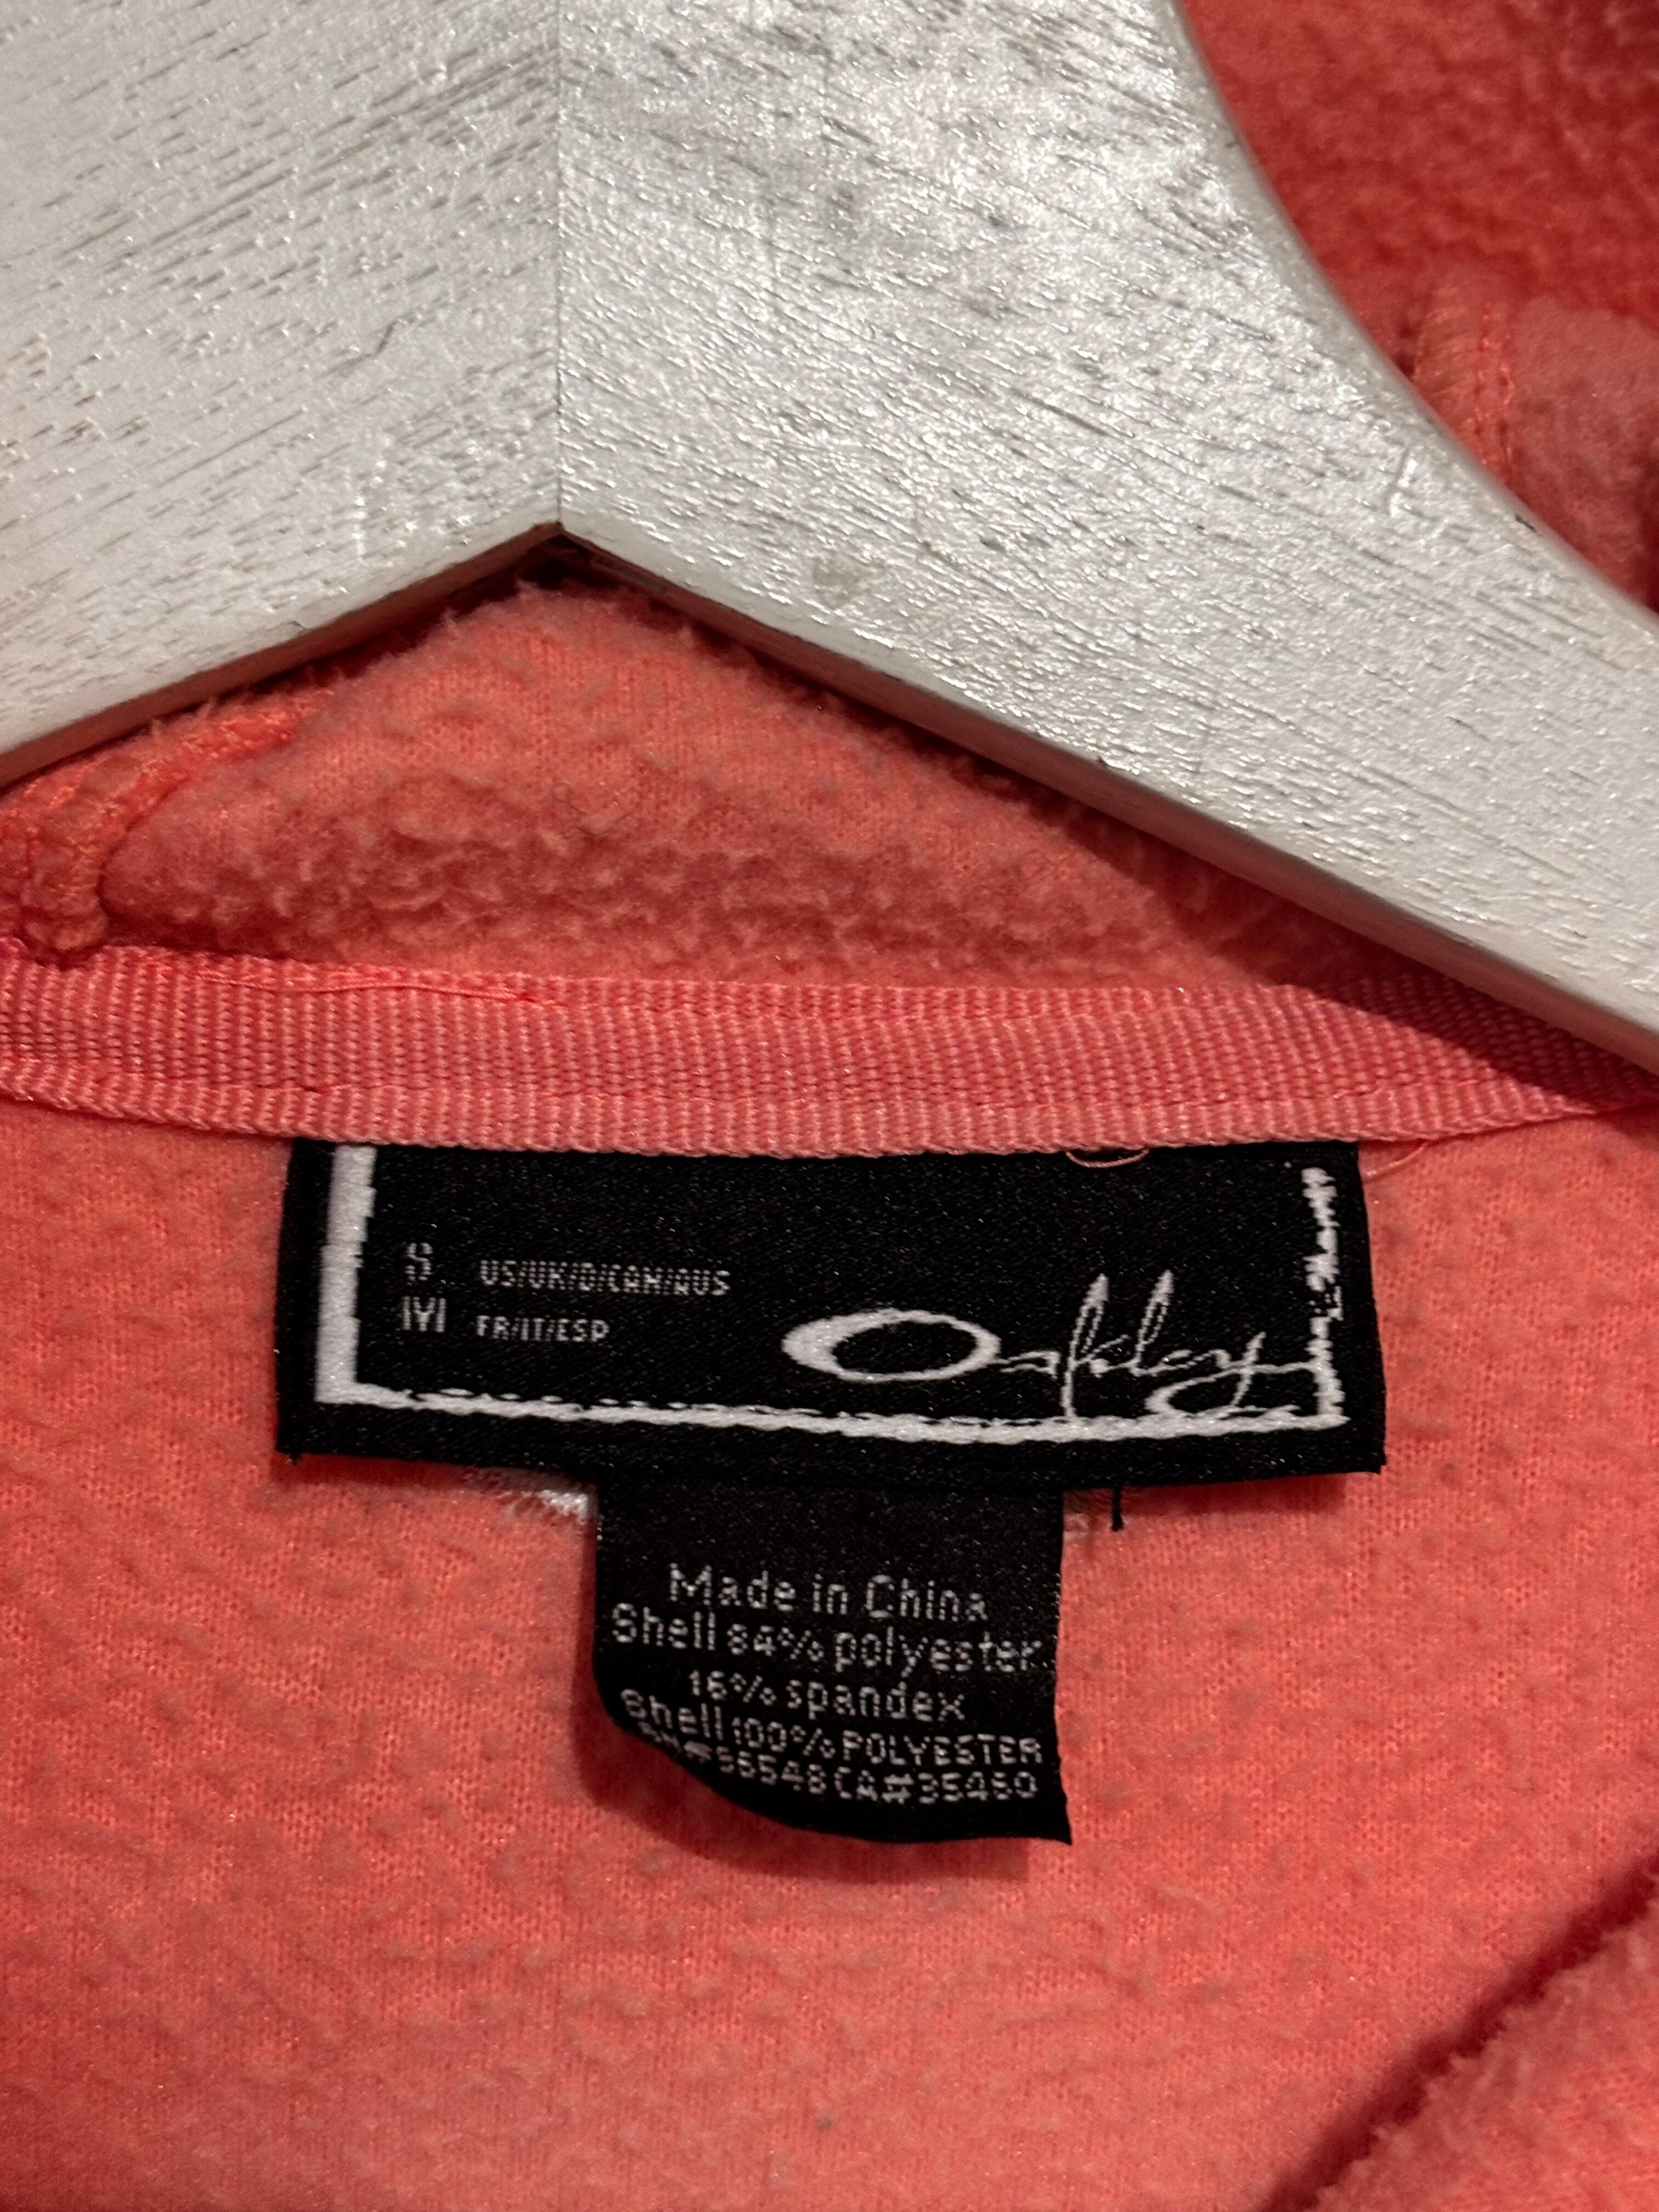 S US/UK/D/CAN/AUS
M FR/IT/ESP
Oakley
Made in China
Shell 84% polyester
16% spandex
Shell 100% POLYESTER
CA#35460